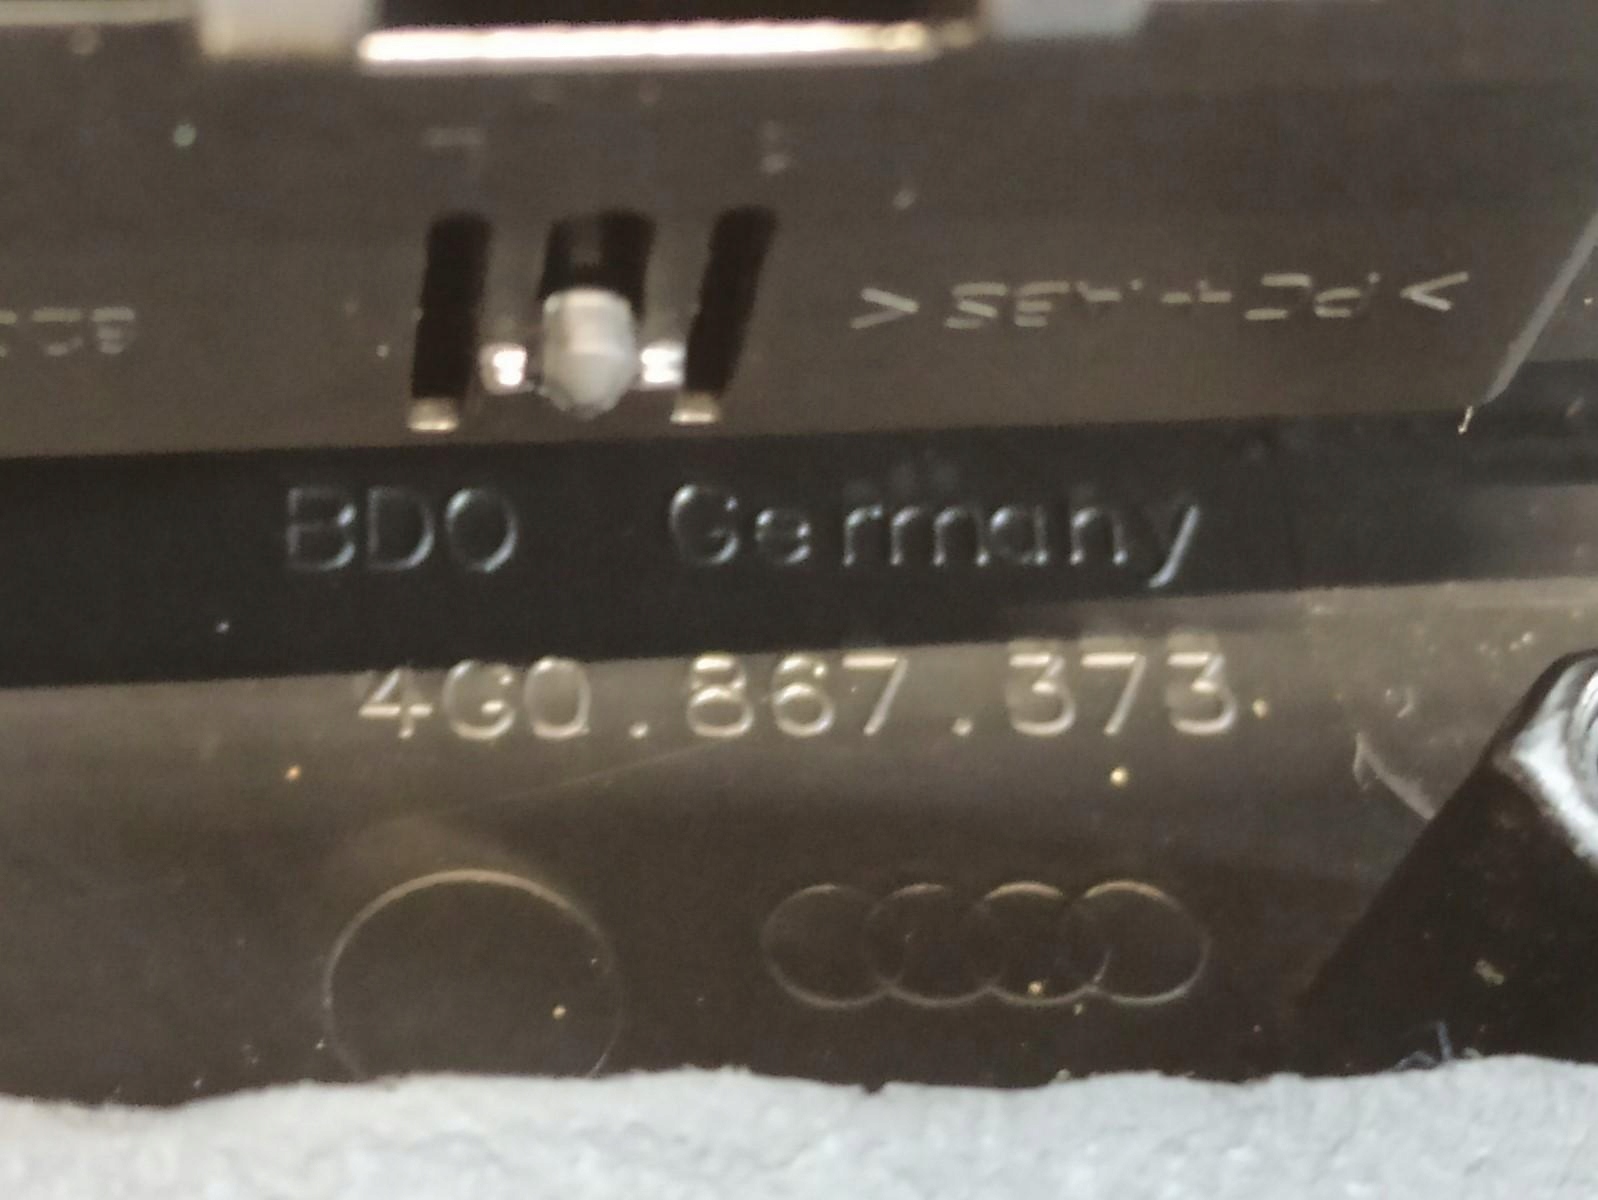 >PC+ABS<
BDO Germany
4G0.867.373.